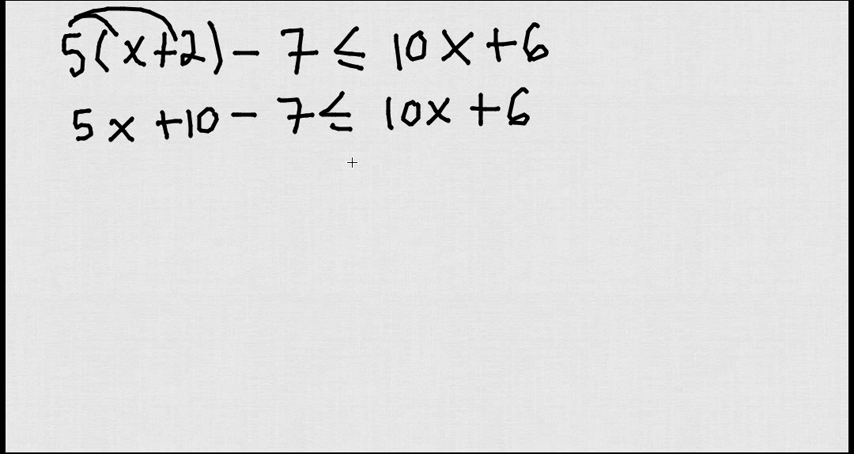 5(x+2) - 7 ≤ 10x + 6
5x + 10 - 7 ≤ 10x + 6